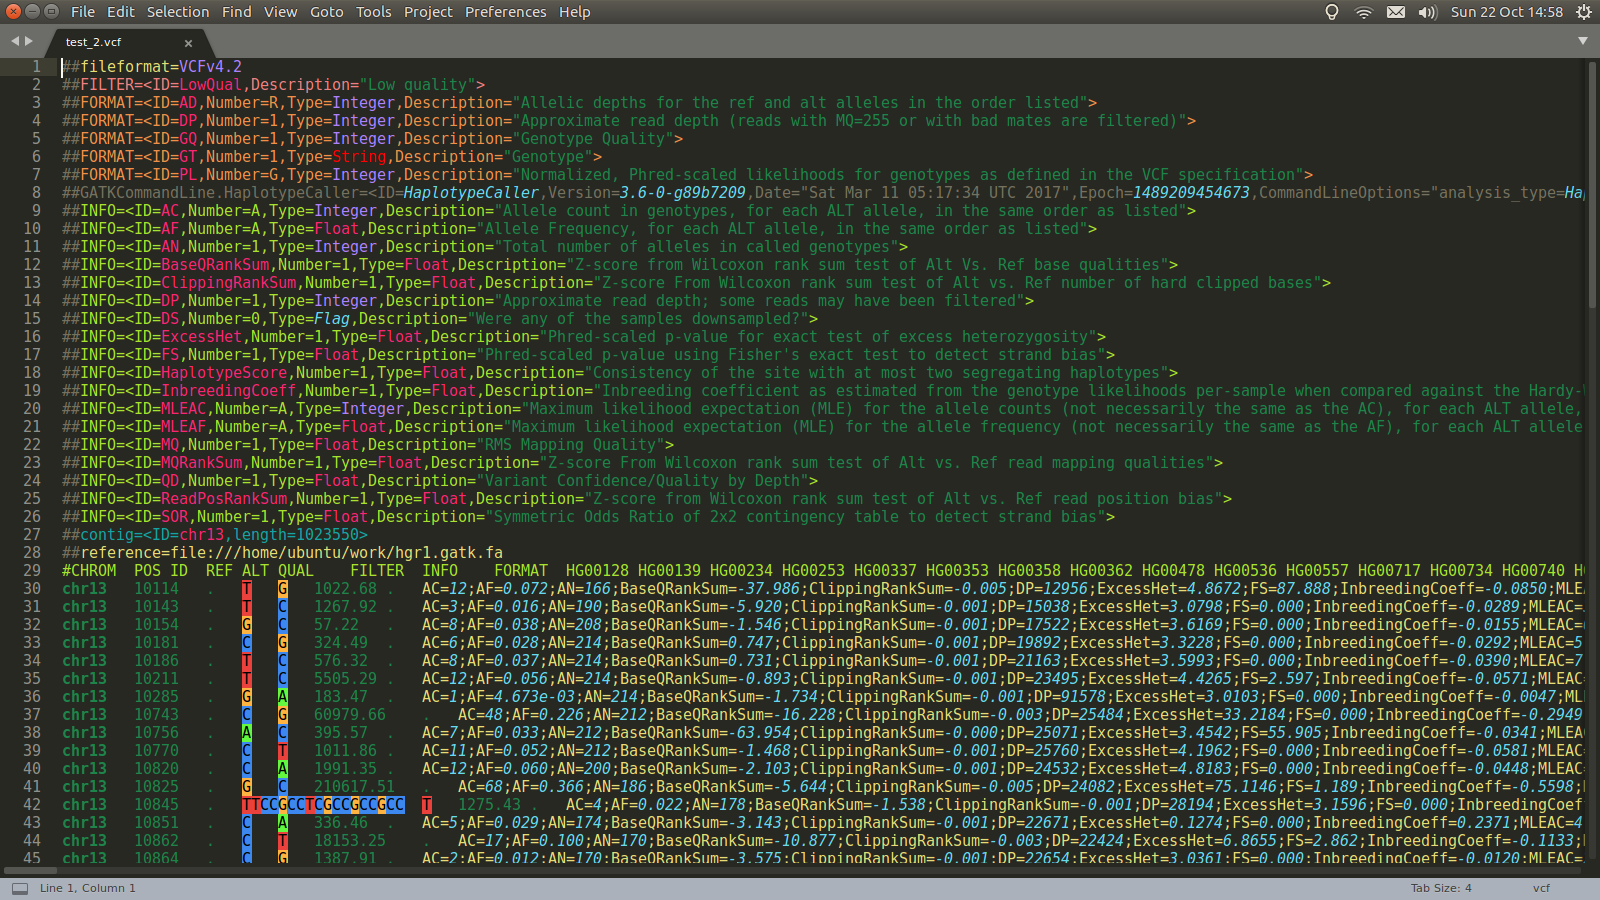 File Edit Selection Find View Goto Tools Project Preferences Help Sun 22 Oct 14:58
test_2.vcf ×
1 ##fileformat=VCFv4.2
2 ##FILTER=<ID=LowQual,Description="Low quality">
3 ##FORMAT=<ID=AD,Number=R,Type=Integer,Description="Allelic depths for the ref and alt alleles in the order listed">
4 ##FORMAT=<ID=DP,Number=1,Type=Integer,Description="Approximate read depth (reads with MQ=255 or with bad mates are filtered)">
5 ##FORMAT=<ID=GQ,Number=1,Type=Integer,Description="Genotype Quality">
6 ##FORMAT=<ID=GT,Number=1,Type=String,Description="Genotype">
7 ##FORMAT=<ID=PL,Number=G,Type=Integer,Description="Normalized, Phred-scaled likelihoods for genotypes as defined in the VCF specification">
8 ##GATKCommandLine.HaplotypeCaller=<ID=HaplotypeCaller,Version=3.6-0-g89b7209,Date="Sat Mar 11 05:17:34 UTC 2017",Epoch=1489209454673,CommandLineOptions="analysis_type=Hap
9 ##INFO=<ID=AC,Number=A,Type=Integer,Description="Allele count in genotypes, for each ALT allele, in the same order as listed">
10 ##INFO=<ID=AF,Number=A,Type=Float,Description="Allele Frequency, for each ALT allele, in the same order as listed">
11 ##INFO=<ID=AN,Number=1,Type=Integer,Description="Total number of alleles in called genotypes">
12 ##INFO=<ID=BaseQRankSum,Number=1,Type=Float,Description="Z-score from Wilcoxon rank sum test of Alt Vs. Ref base qualities">
13 ##INFO=<ID=ClippingRankSum,Number=1,Type=Float,Description="Z-score From Wilcoxon rank sum test of Alt vs. Ref number of hard clipped bases">
14 ##INFO=<ID=DP,Number=1,Type=Integer,Description="Approximate read depth; some reads may have been filtered">
15 ##INFO=<ID=DS,Number=0,Type=Flag,Description="Were any of the samples downsampled?">
16 ##INFO=<ID=ExcessHet,Number=1,Type=Float,Description="Phred-scaled p-value for exact test of excess heterozygosity">
17 ##INFO=<ID=FS,Number=1,Type=Float,Description="Phred-scaled p-value using Fisher's exact test to detect strand bias">
18 ##INFO=<ID=HaplotypeScore,Number=1,Type=Float,Description="Consistency of the site with at most two segregating haplotypes">
19 ##INFO=<ID=InbreedingCoeff,Number=1,Type=Float,Description="Inbreeding coefficient as estimated from the genotype likelihoods per-sample when compared against the Hardy-
20 ##INFO=<ID=MLEAC,Number=A,Type=Integer,Description="Maximum likelihood expectation (MLE) for the allele counts (not necessarily the same as the AC), for each ALT allele,
21 ##INFO=<ID=MLEAF,Number=A,Type=Float,Description="Maximum likelihood expectation (MLE) for the allele frequency (not necessarily the same as the AF), for each ALT allele
22 ##INFO=<ID=MQ,Number=1,Type=Float,Description="RMS Mapping Quality">
23 ##INFO=<ID=MQRankSum,Number=1,Type=Float,Description="Z-score From Wilcoxon rank sum test of Alt vs. Ref read mapping qualities">
24 ##INFO=<ID=QD,Number=1,Type=Float,Description="Variant Confidence/Quality by Depth">
25 ##INFO=<ID=ReadPosRankSum,Number=1,Type=Float,Description="Z-score from Wilcoxon rank sum test of Alt vs. Ref read position bias">
26 ##INFO=<ID=SOR,Number=1,Type=Float,Description="Symmetric Odds Ratio of 2x2 contingency table to detect strand bias">
27 ##contig=<ID=chr13,length=1023550>
28 ##reference=file:///home/ubuntu/work/hgr1.gatk.fa
29 #CHROM POS ID REF ALT QUAL FILTER INFO FORMAT HG00128 HG00139 HG00234 HG00253 HG00337 HG00353 HG00358 HG00362 HG00478 HG00536 HG00557 HG00717 HG00734 HG00740
30 chr13 10114 . T G 1022.68 . AC=12;AF=0.072;AN=166;BaseQRankSum=-37.986;ClippingRankSum=-0.005;DP=12956;ExcessHet=4.8672;FS=87.888;InbreedingCoeff=-0.0850;MLE
31 chr13 10143 . T C 1267.92 . AC=3;AF=0.016;AN=190;BaseQRankSum=-5.920;ClippingRankSum=-0.001;DP=15038;ExcessHet=3.0798;FS=0.000;InbreedingCoeff=-0.0289;MLEAC=
32 chr13 10154 . G C 57.22 . AC=8;AF=0.038;AN=208;BaseQRankSum=-1.546;ClippingRankSum=-0.001;DP=17522;ExcessHet=3.6169;FS=0.000;InbreedingCoeff=-0.0155;MLEAC=
33 chr13 10181 . C G 324.49 . AC=6;AF=0.028;AN=214;BaseQRankSum=0.747;ClippingRankSum=-0.001;DP=19892;ExcessHet=3.3228;FS=0.000;InbreedingCoeff=-0.0292;MLEAC=5
34 chr13 10186 . T C 576.32 . AC=8;AF=0.037;AN=214;BaseQRankSum=0.731;ClippingRankSum=-0.001;DP=21163;ExcessHet=3.5993;FS=0.000;InbreedingCoeff=-0.0390;MLEAC=7
35 chr13 10211 . T C 5505.29 . AC=12;AF=0.056;AN=214;BaseQRankSum=-0.893;ClippingRankSum=-0.001;DP=23495;ExcessHet=4.4265;FS=2.597;InbreedingCoeff=-0.0571;MLEAC
36 chr13 10285 . G A 183.47 . AC=1;AF=4.673e-03;AN=214;BaseQRankSum=-1.734;ClippingRankSum=-0.001;DP=91578;ExcessHet=3.0103;FS=0.000;InbreedingCoeff=-0.0047;ML
37 chr13 10743 . C G 60979.66 . AC=48;AF=0.226;AN=212;BaseQRankSum=-16.228;ClippingRankSum=-0.003;DP=25484;ExcessHet=33.2184;FS=0.000;InbreedingCoeff=-0.2949
38 chr13 10756 . A C 395.57 . AC=7;AF=0.033;AN=212;BaseQRankSum=-63.954;ClippingRankSum=-0.000;DP=25071;ExcessHet=3.4542;FS=55.905;InbreedingCoeff=-0.0341;MLEAC
39 chr13 10770 . C T 1011.86 . AC=11;AF=0.052;AN=212;BaseQRankSum=-1.468;ClippingRankSum=-0.001;DP=25760;ExcessHet=4.1962;FS=0.000;InbreedingCoeff=-0.0581;MLEAC
40 chr13 10820 . C A 1991.35 . AC=12;AF=0.060;AN=200;BaseQRankSum=-2.103;ClippingRankSum=-0.001;DP=24532;ExcessHet=4.8183;FS=0.000;InbreedingCoeff=-0.0448;MLEAC
41 chr13 10825 . G C 210617.51 . AC=68;AF=0.366;AN=186;BaseQRankSum=-5.644;ClippingRankSum=-0.005;DP=24082;ExcessHet=75.1146;FS=1.189;InbreedingCoeff=-0.5598;
42 chr13 10845 . TTCCGCCTCGCCGCCGCC T 1275.43 . AC=4;AF=0.022;AN=178;BaseQRankSum=-1.538;ClippingRankSum=-0.001;DP=28194;ExcessHet=3.1596;FS=0.000;InbreedingCoef
43 chr13 10851 . C A 336.46 . AC=5;AF=0.029;AN=174;BaseQRankSum=-3.143;ClippingRankSum=-0.001;DP=22671;ExcessHet=0.1274;FS=0.000;InbreedingCoeff=0.2371;MLEAC=4
44 chr13 10862 . C T 18153.25 . AC=17;AF=0.100;AN=170;BaseQRankSum=-10.877;ClippingRankSum=-0.003;DP=22424;ExcessHet=6.8655;FS=2.862;InbreedingCoeff=-0.1133;
45 chr13 10864 . C G 1387.91 . AC=2;AF=0.012;AN=170;BaseQRankSum=-3.575;ClippingRankSum=-0.001;DP=22654;ExcessHet=3.0361;FS=0.000;InbreedingCoeff=-0.0120;MLEAC=
Line 1, Column 1 Tab Size: 4 vcf